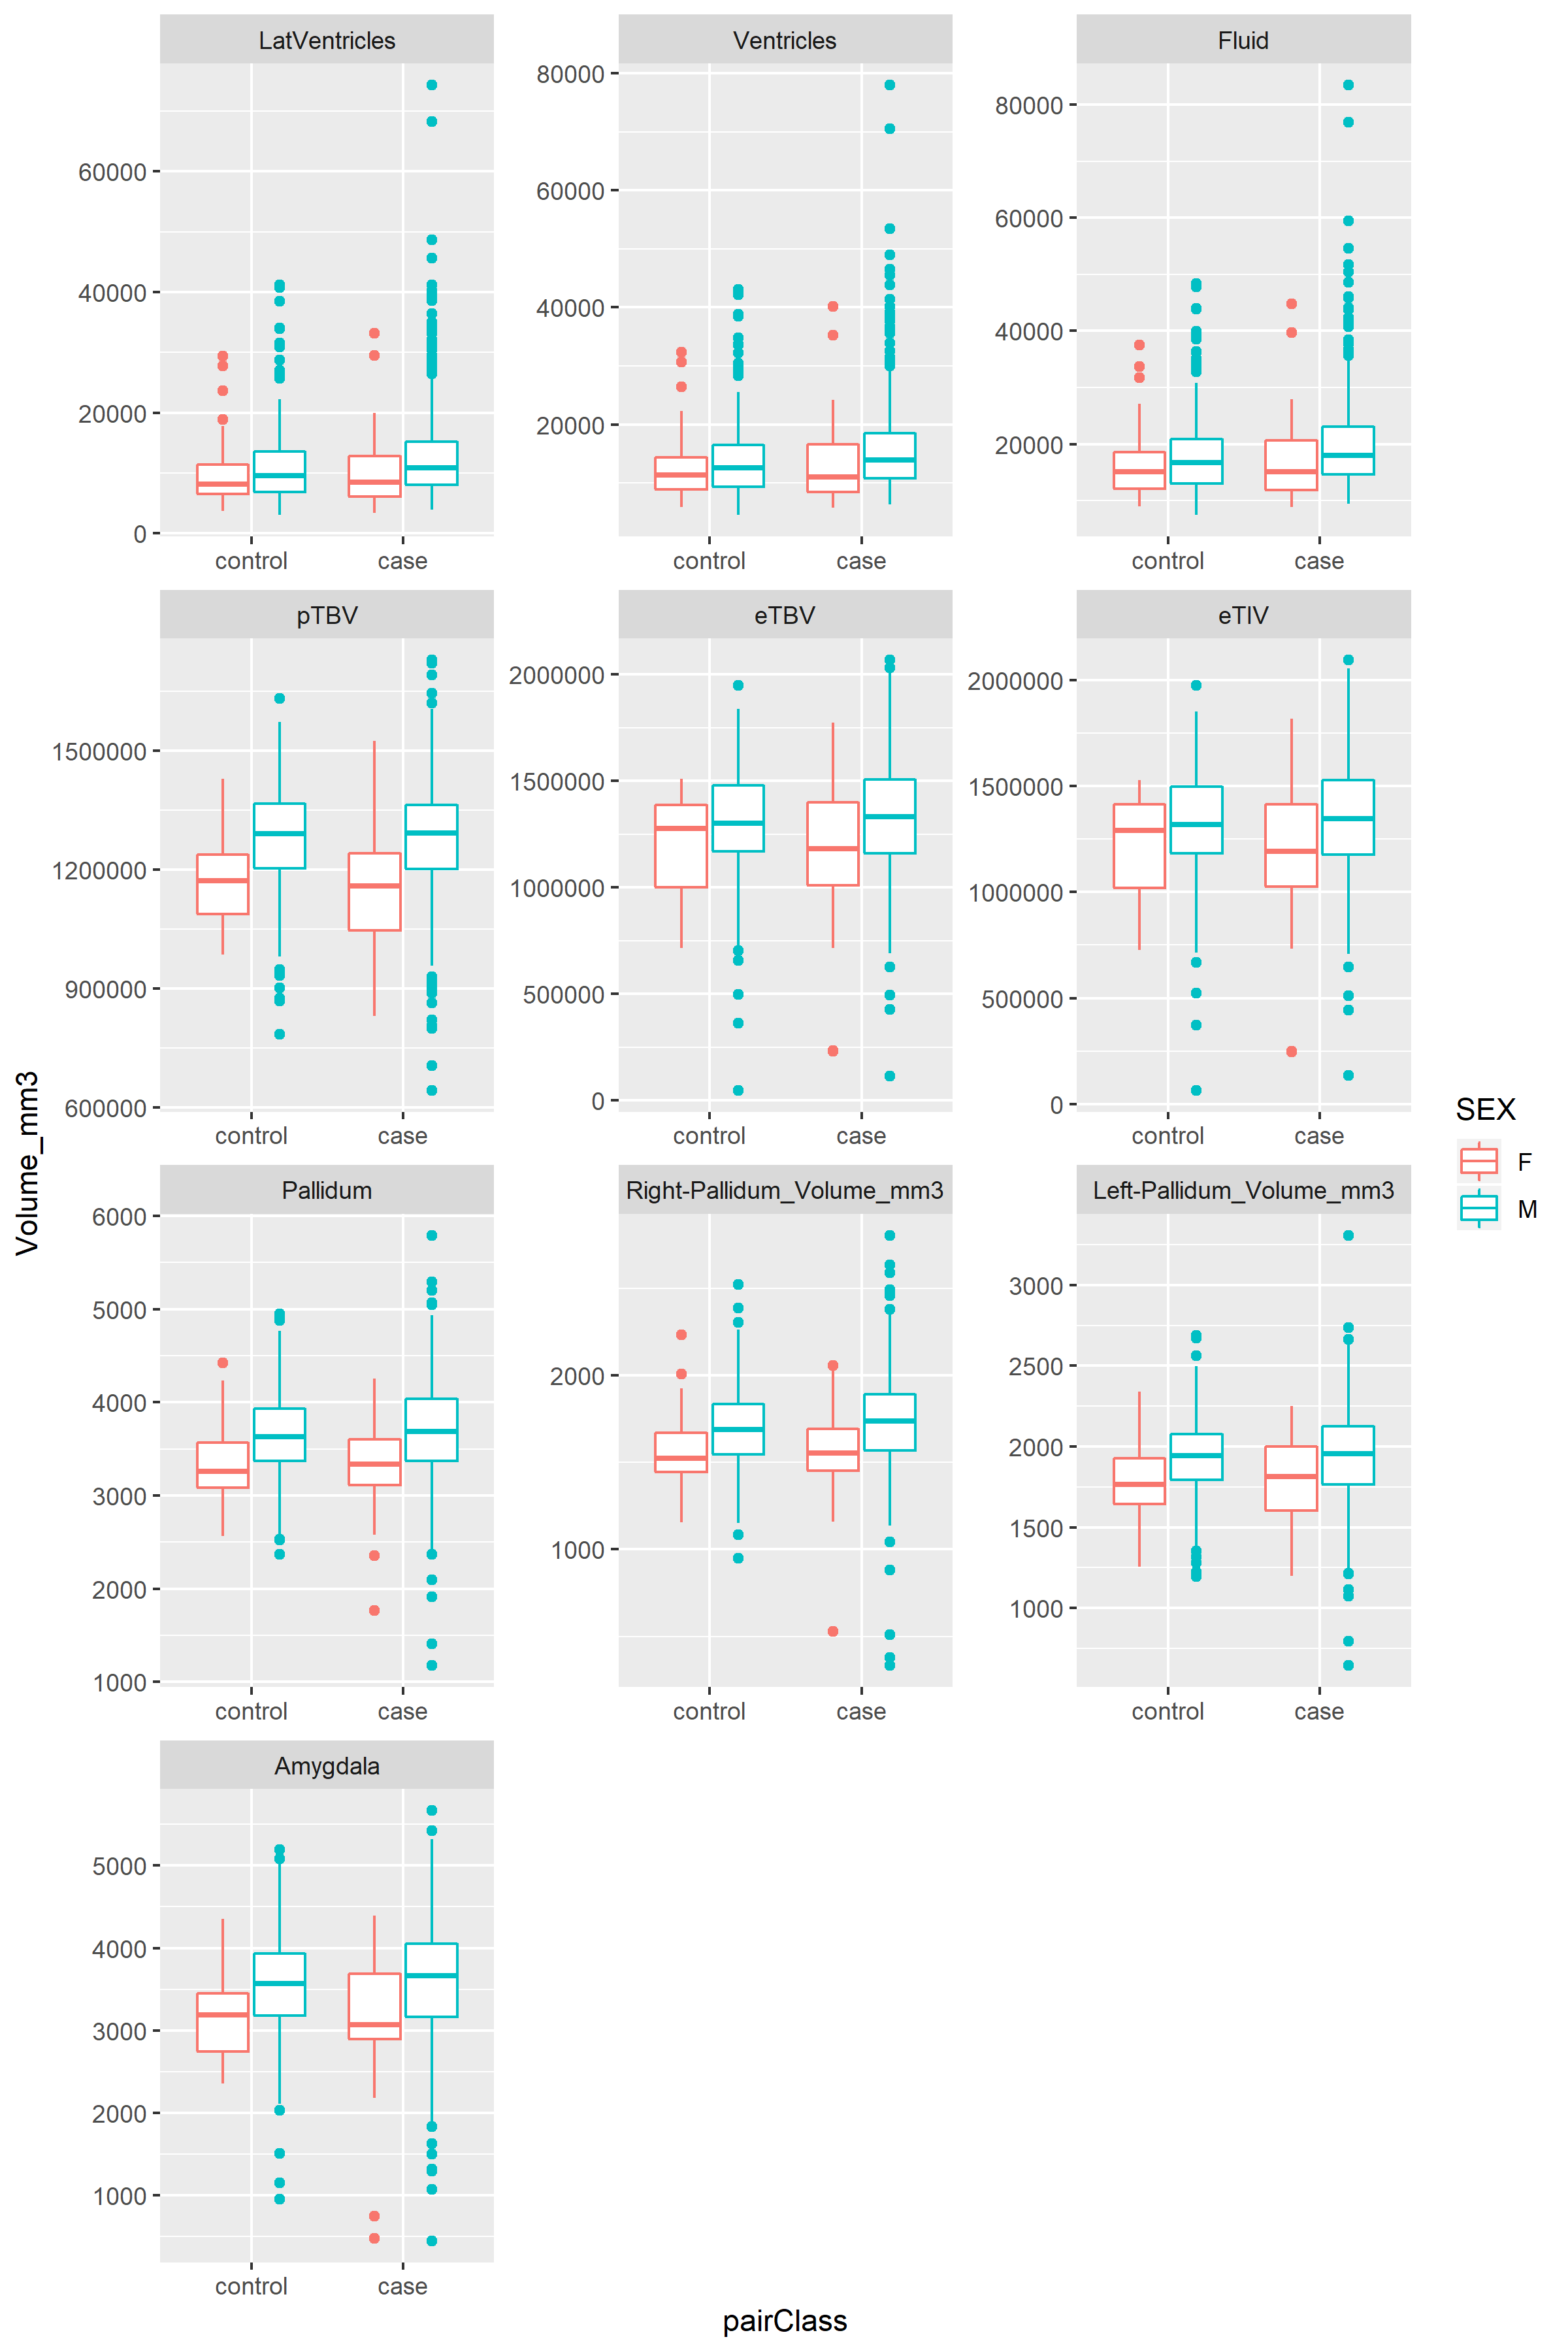 LatVentricles
Ventricles
Fluid
60000
40000
20000
0
80000
60000
40000
20000
80000
60000
40000
20000
control case
control case
control case
pTBV
eTBV
eTIV
1500000
1200000
900000
600000
2000000
1500000
1000000
500000
0
2000000
1500000
1000000
500000
0
control case
control case
control case
Pallidum
Right-Pallidum_Volume_mm3
Left-Pallidum_Volume_mm3
6000
5000
4000
3000
2000
1000
2000
1000
3000
2500
2000
1500
1000
control case
control case
control case
Amygdala
5000
4000
3000
2000
1000
control case
pairClass
Volume_mm3
SEX
F
M